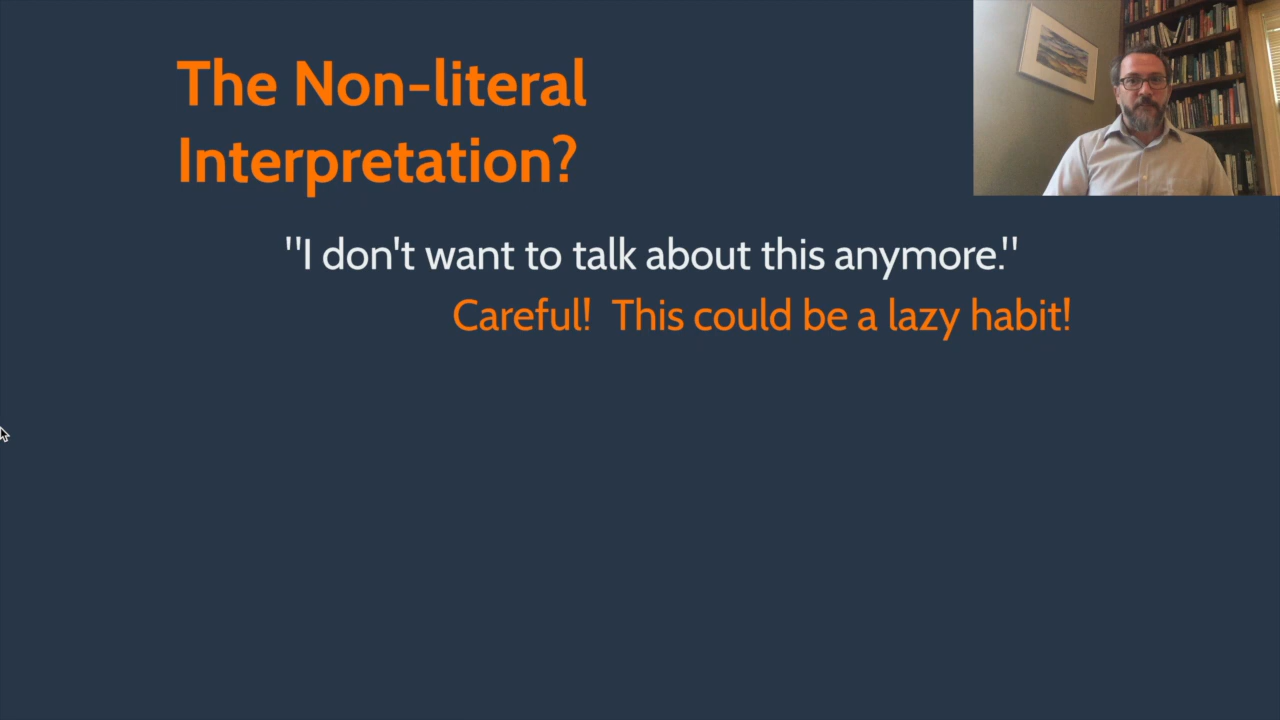 The Non-literal
Interpretation?
"I don't want to talk about this anymore."
Careful!  This could be a lazy habit!